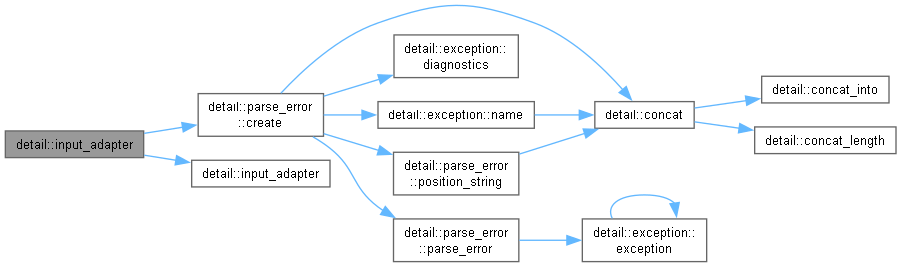 detail::input_adapter
detail::parse_error
::create
detail::input_adapter
detail::exception::
diagnostics
detail::exception::name
detail::parse_error
::position_string
detail::parse_error
::parse_error
detail::concat
detail::exception::
exception
detail::concat_into
detail::concat_length